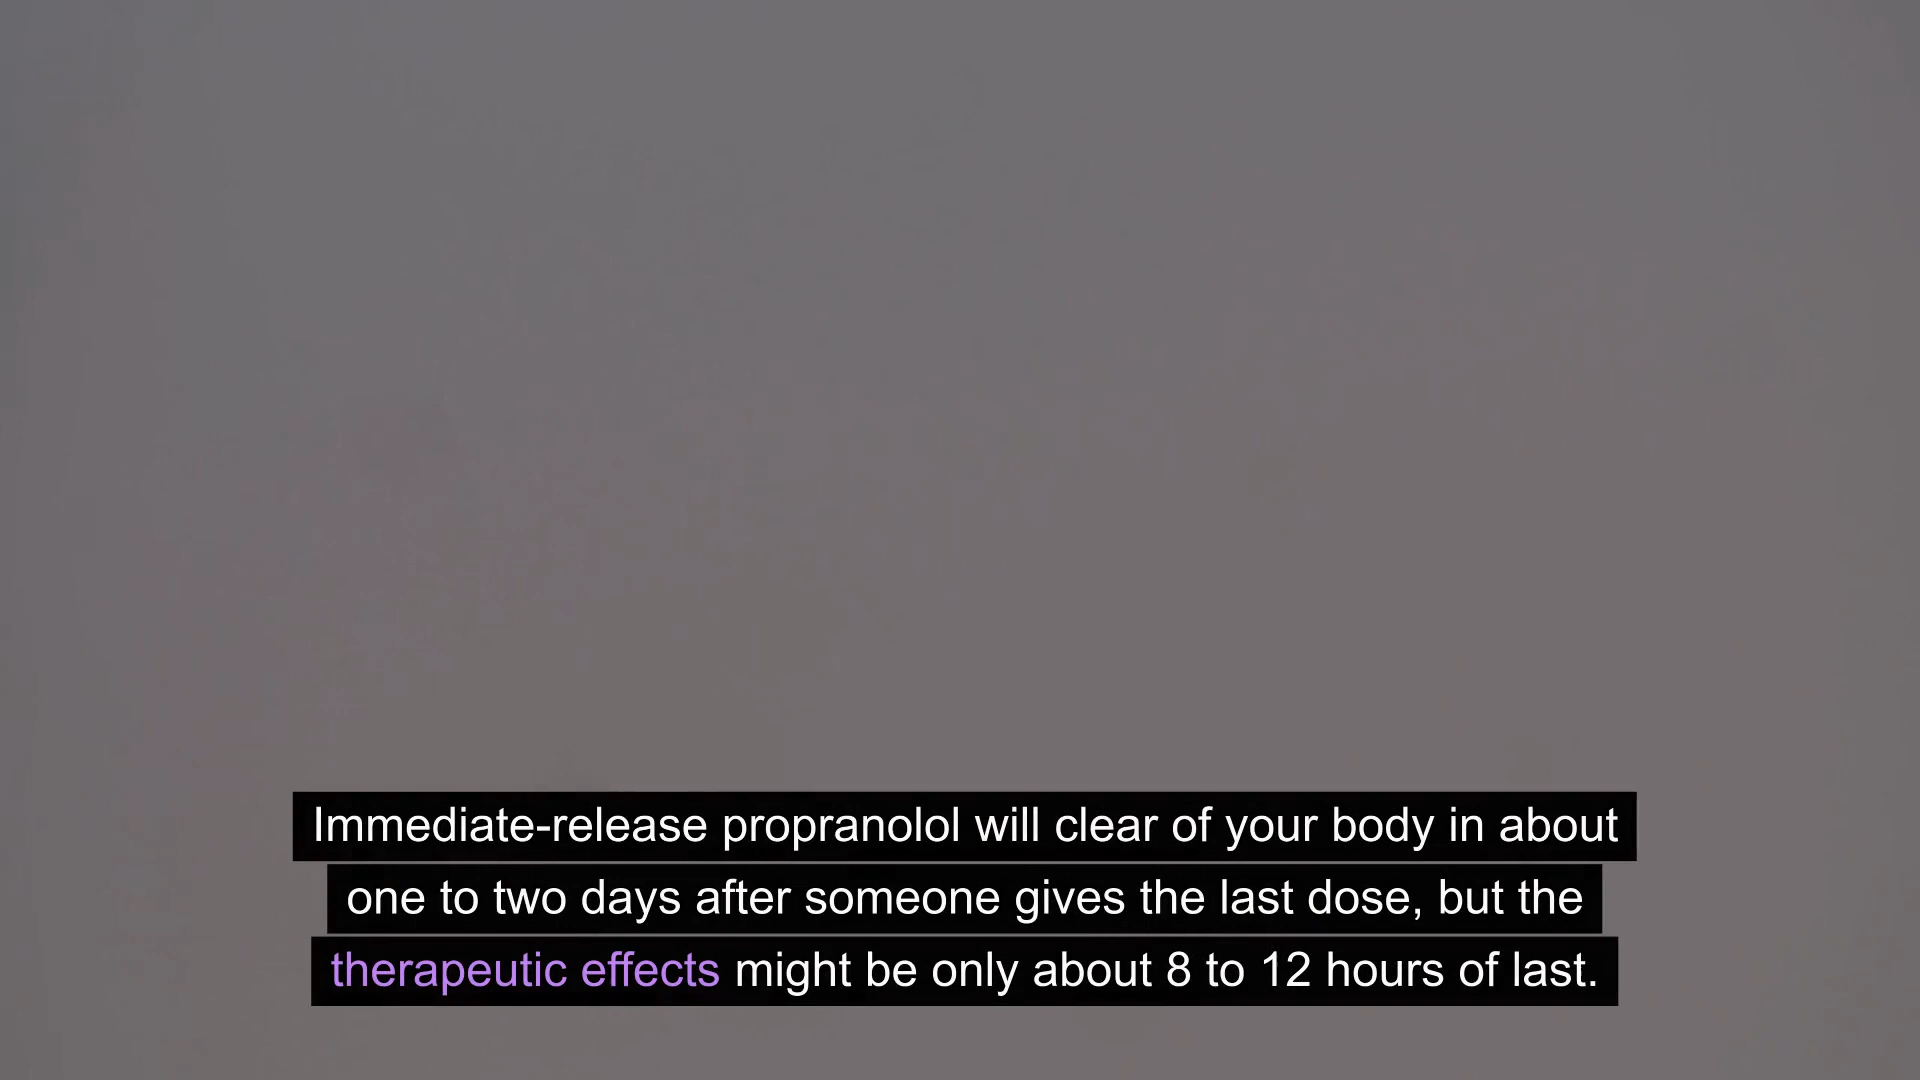 Immediate-release propranolol will clear of your body in about
one to two days after someone gives the last dose, but the
therapeutic effects might be only about 8 to 12 hours of last.